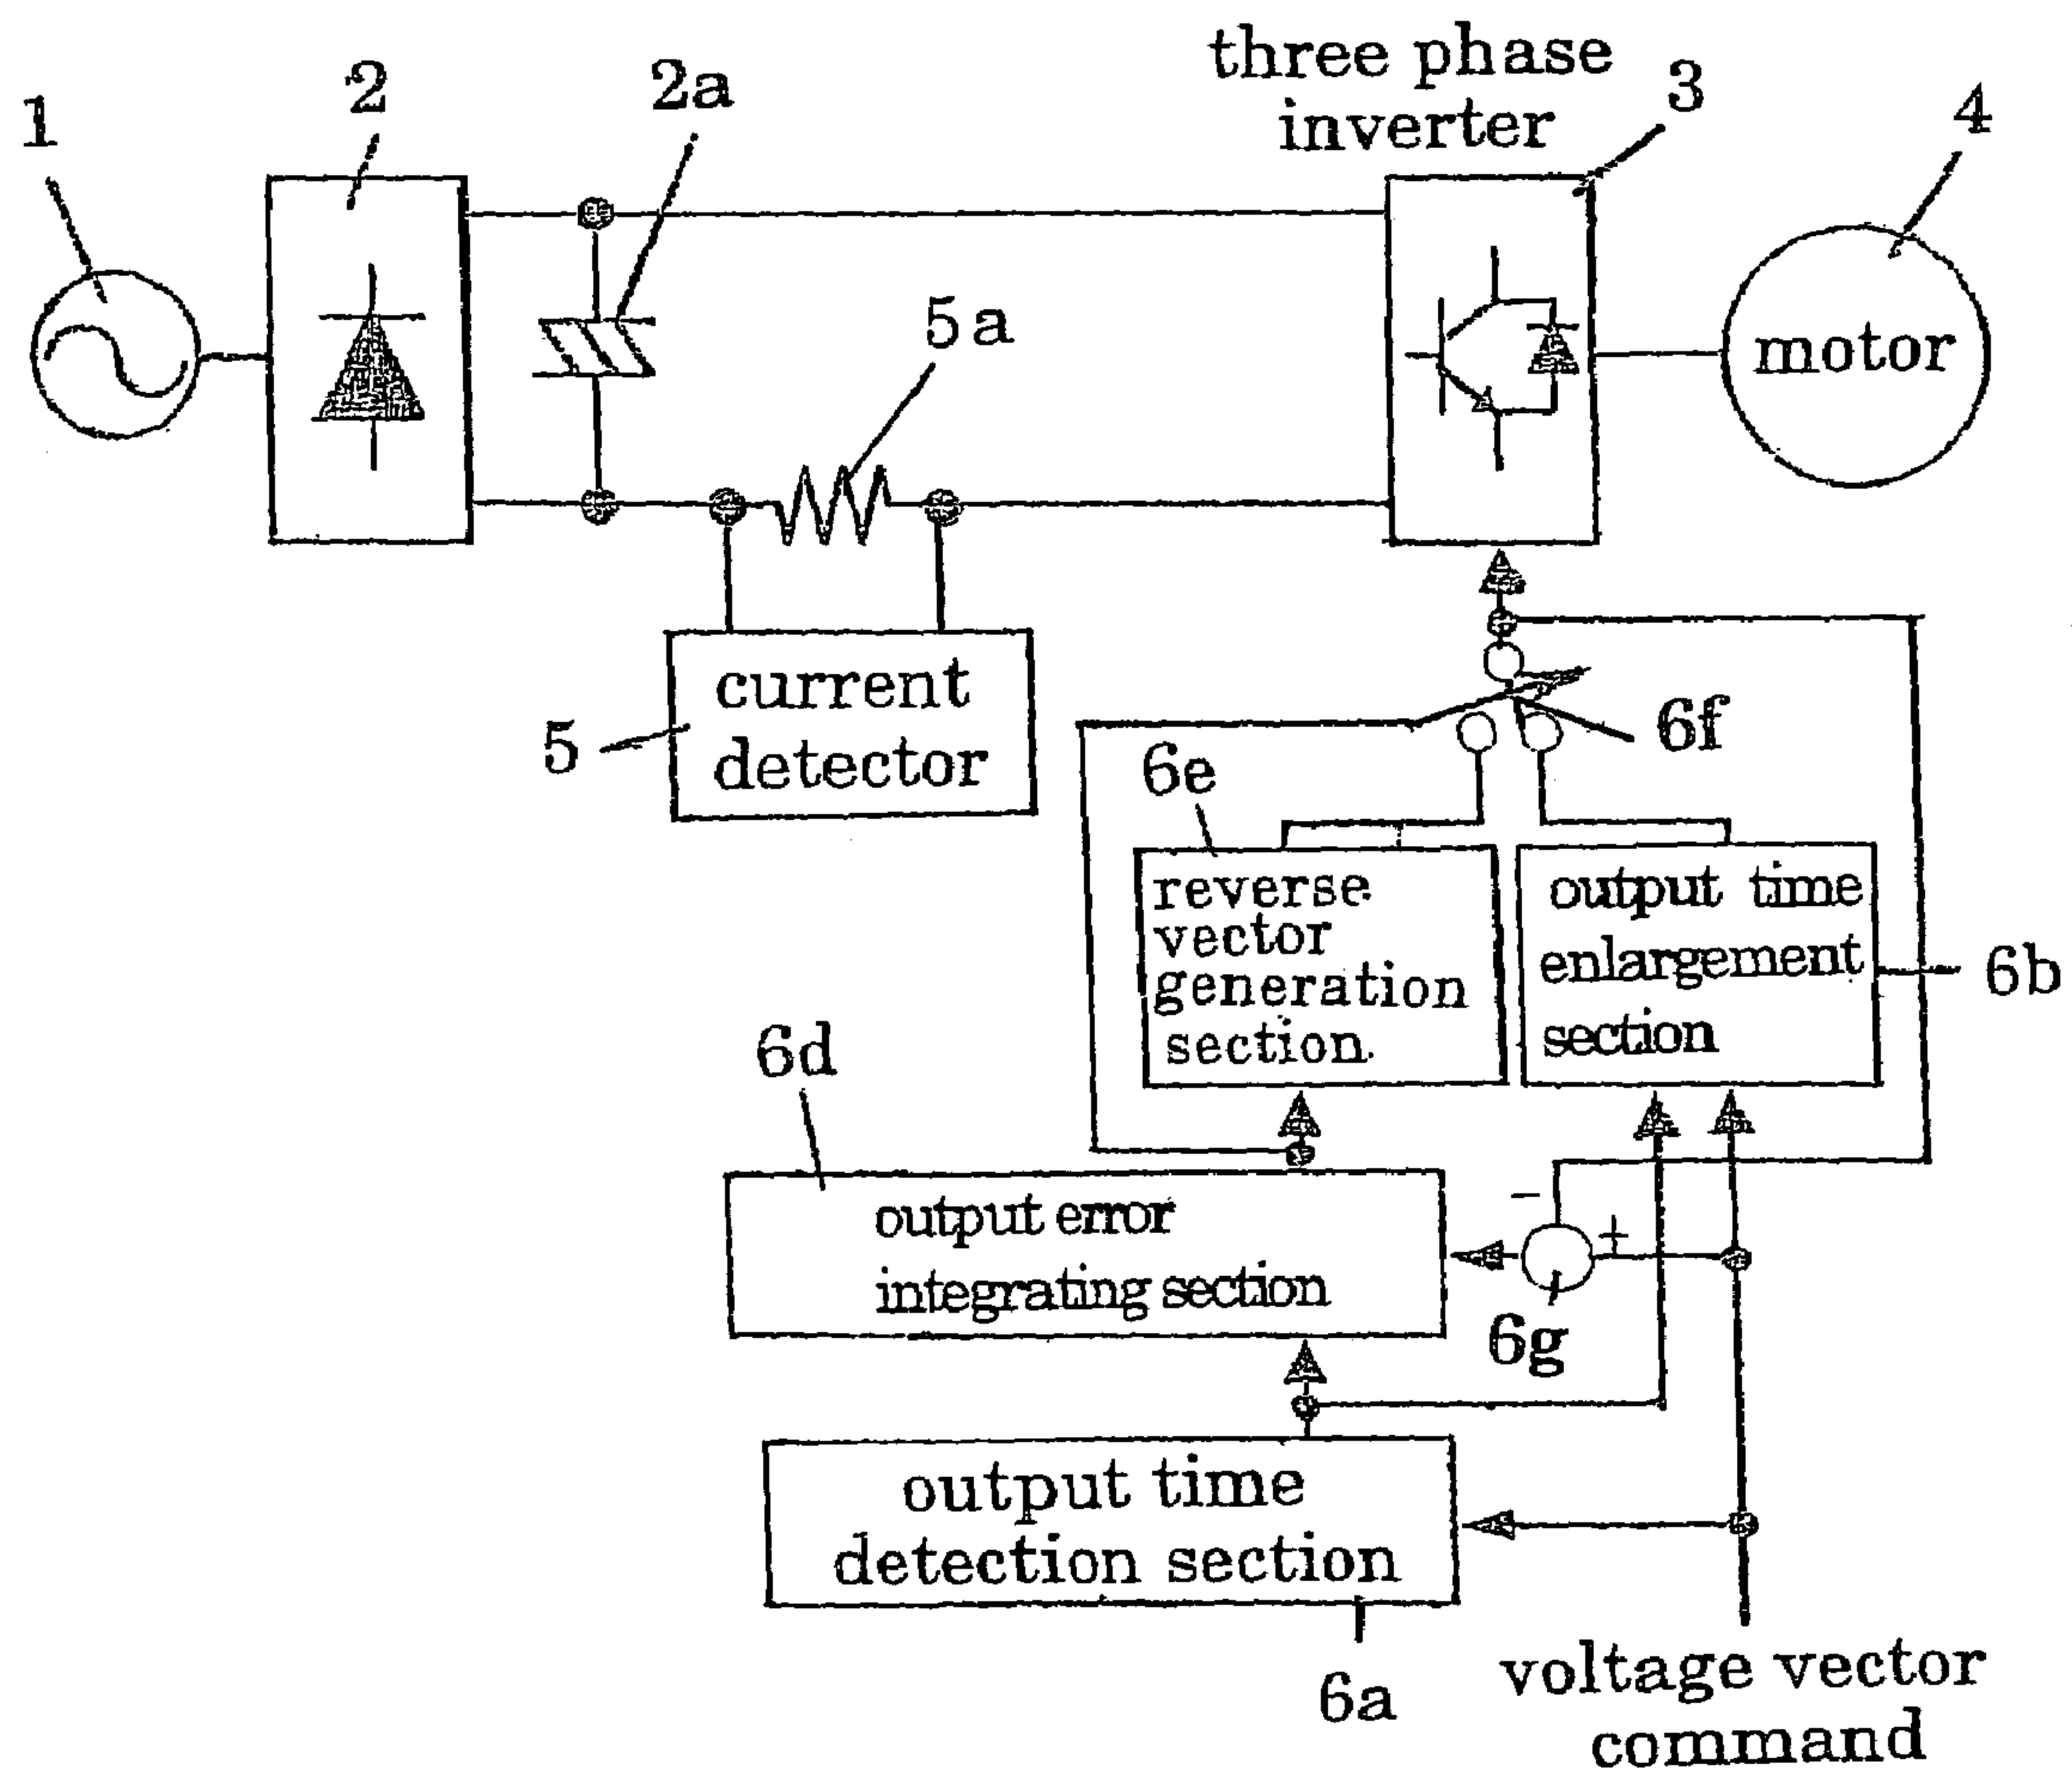 1
2
2a
three phase
inverter
3
4
motor
5a
current
detector
5
6f
6e
reverse
vector
generation
section
output time
enlargement
section
6b
6d
output error
integrating section
−
+
6g
output time
detection section
6a
voltage vector
command